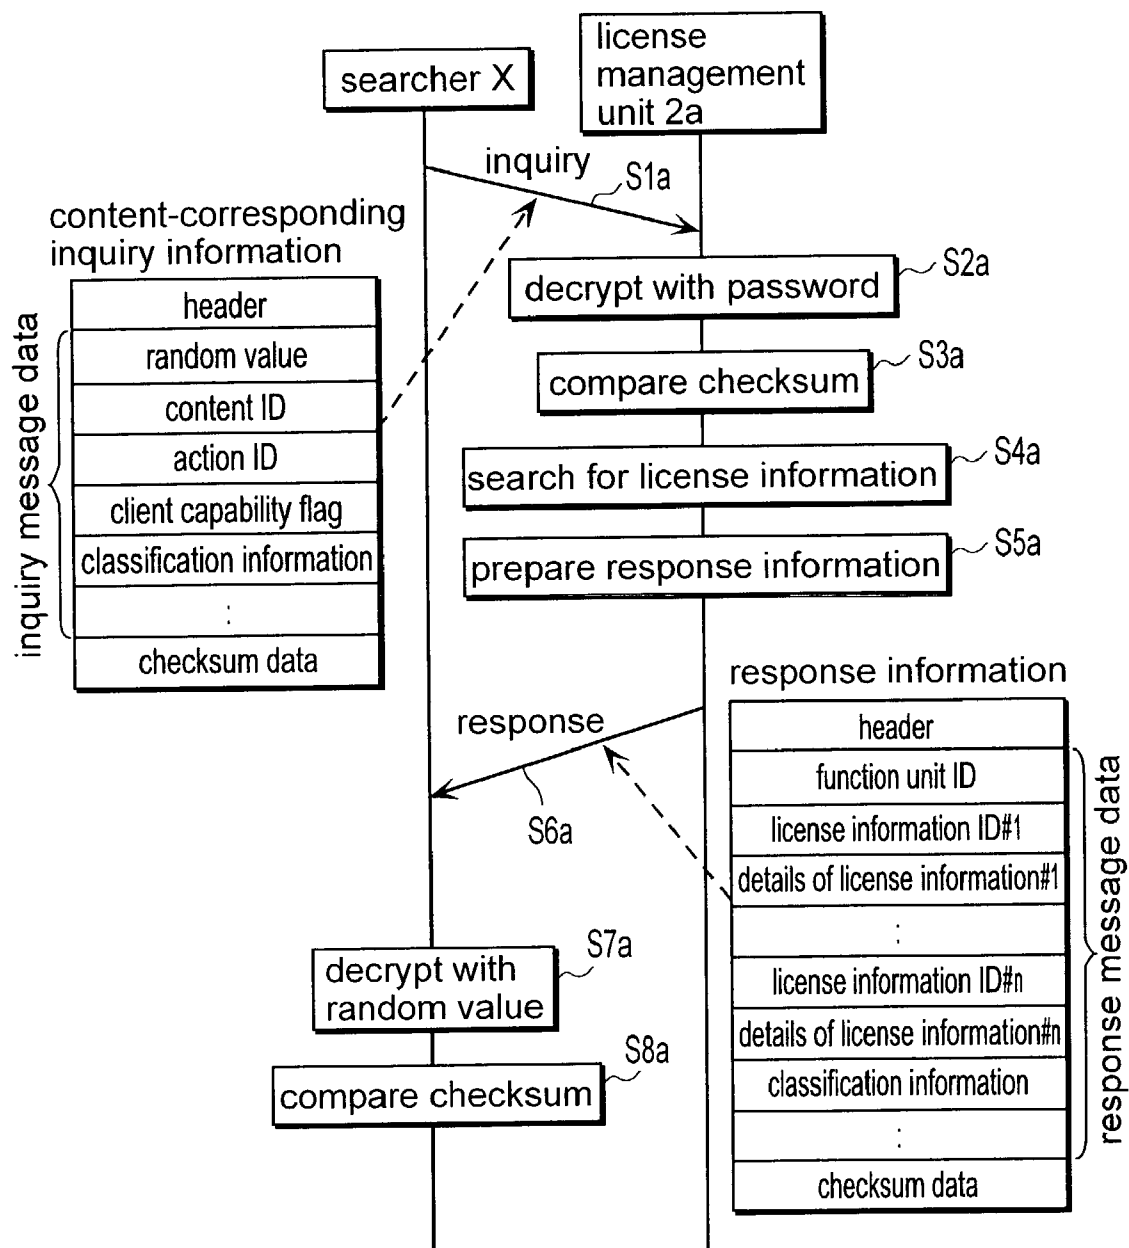 searcher X
license
management
unit 2a
inquiry
S1a
content-corresponding
inquiry information
header
random value
content ID
action ID
client capability flag
classification information
:
checksum data
inquiry message data
decrypt with password
S2a
compare checksum
S3a
search for license information
S4a
prepare response information
S5a
response
S6a
response information
header
function unit ID
license information ID#1
details of license information#1
:
license information ID#n
details of license information#n
classification information
:
checksum data
response message data
decrypt with
random value
S7a
compare checksum
S8a